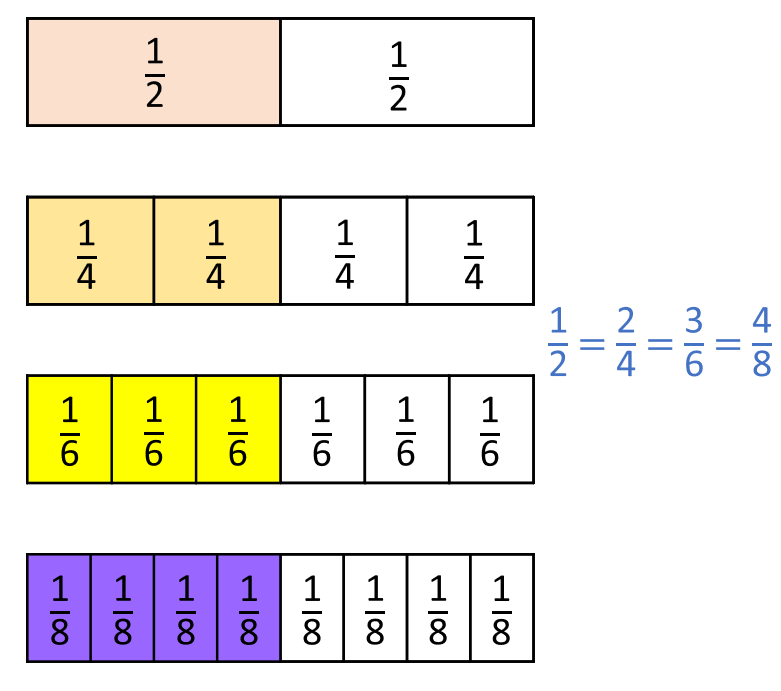 1/2 1/2
1/4 1/4 1/4 1/4
1/2 = 2/4 = 3/6 = 4/8
1/6 1/6 1/6 1/6 1/6 1/6
1/8 1/8 1/8 1/8 1/8 1/8 1/8 1/8